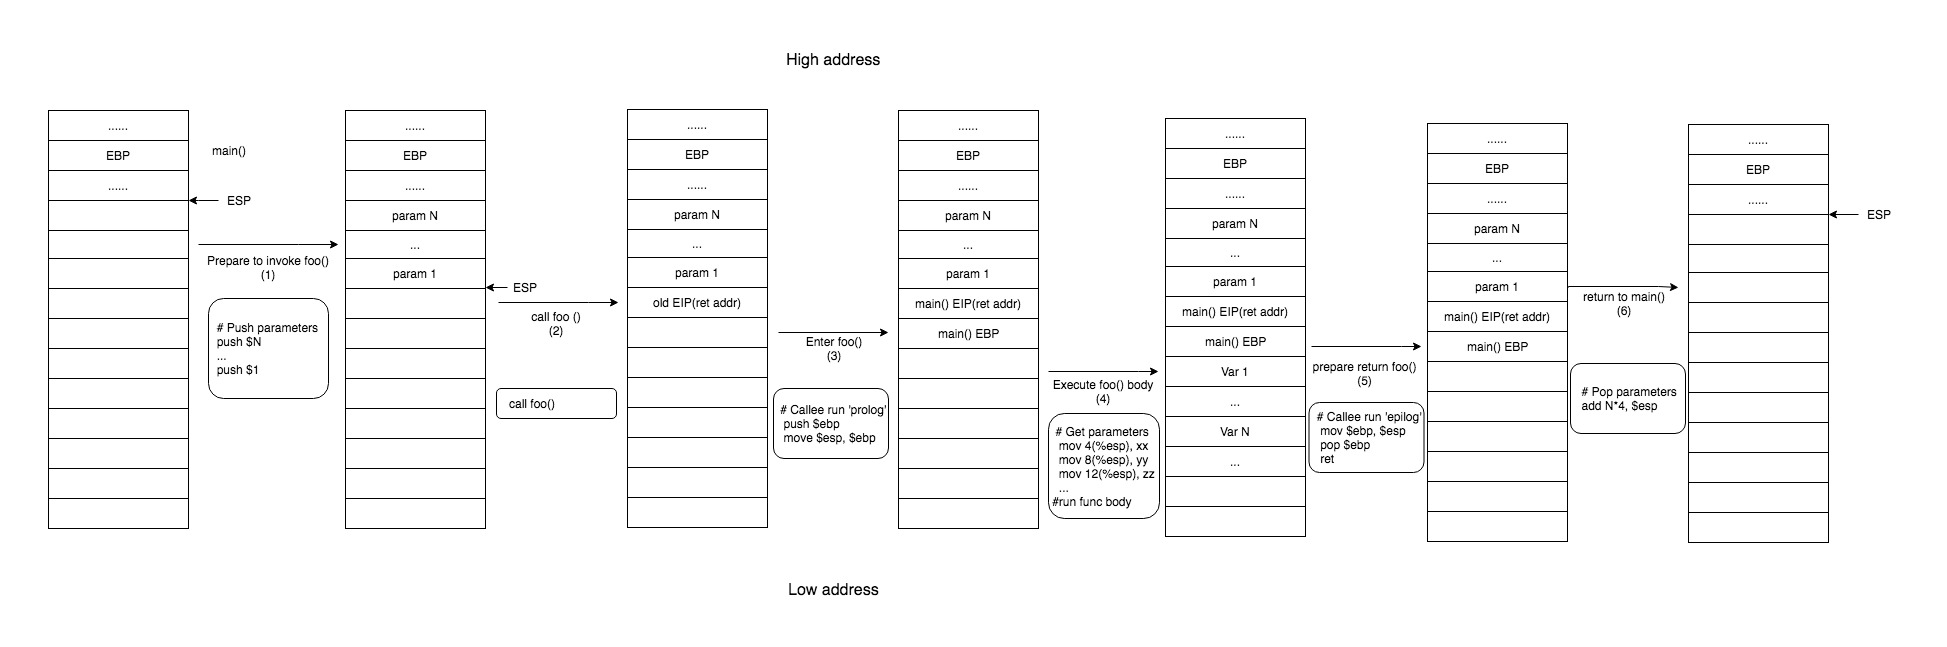 High address
......
EBP
......
main()
ESP
Prepare to invoke foo()
(1)
# Push parameters
push $N
...
push $1
......
EBP
......
param N
...
param 1
ESP
call foo ()
(2)
call foo()
......
EBP
......
param N
...
param 1
old EIP(ret addr)
Enter foo()
(3)
# Callee run 'prolog'
push $ebp
move $esp, $ebp
......
EBP
......
param N
...
param 1
main() EIP(ret addr)
main() EBP
Execute foo() body
(4)
# Get parameters
mov 4(%esp), xx
mov 8(%esp), yy
mov 12(%esp), zz
...
#run func body
......
EBP
......
param N
...
param 1
main() EIP(ret addr)
main() EBP
Var 1
...
Var N
...
prepare return foo()
(5)
# Callee run 'epilog'
mov $ebp, $esp
pop $ebp
ret
......
EBP
......
param N
...
param 1
main() EIP(ret addr)
main() EBP
return to main()
(6)
# Pop parameters
add N*4, $esp
......
EBP
......
ESP
Low address